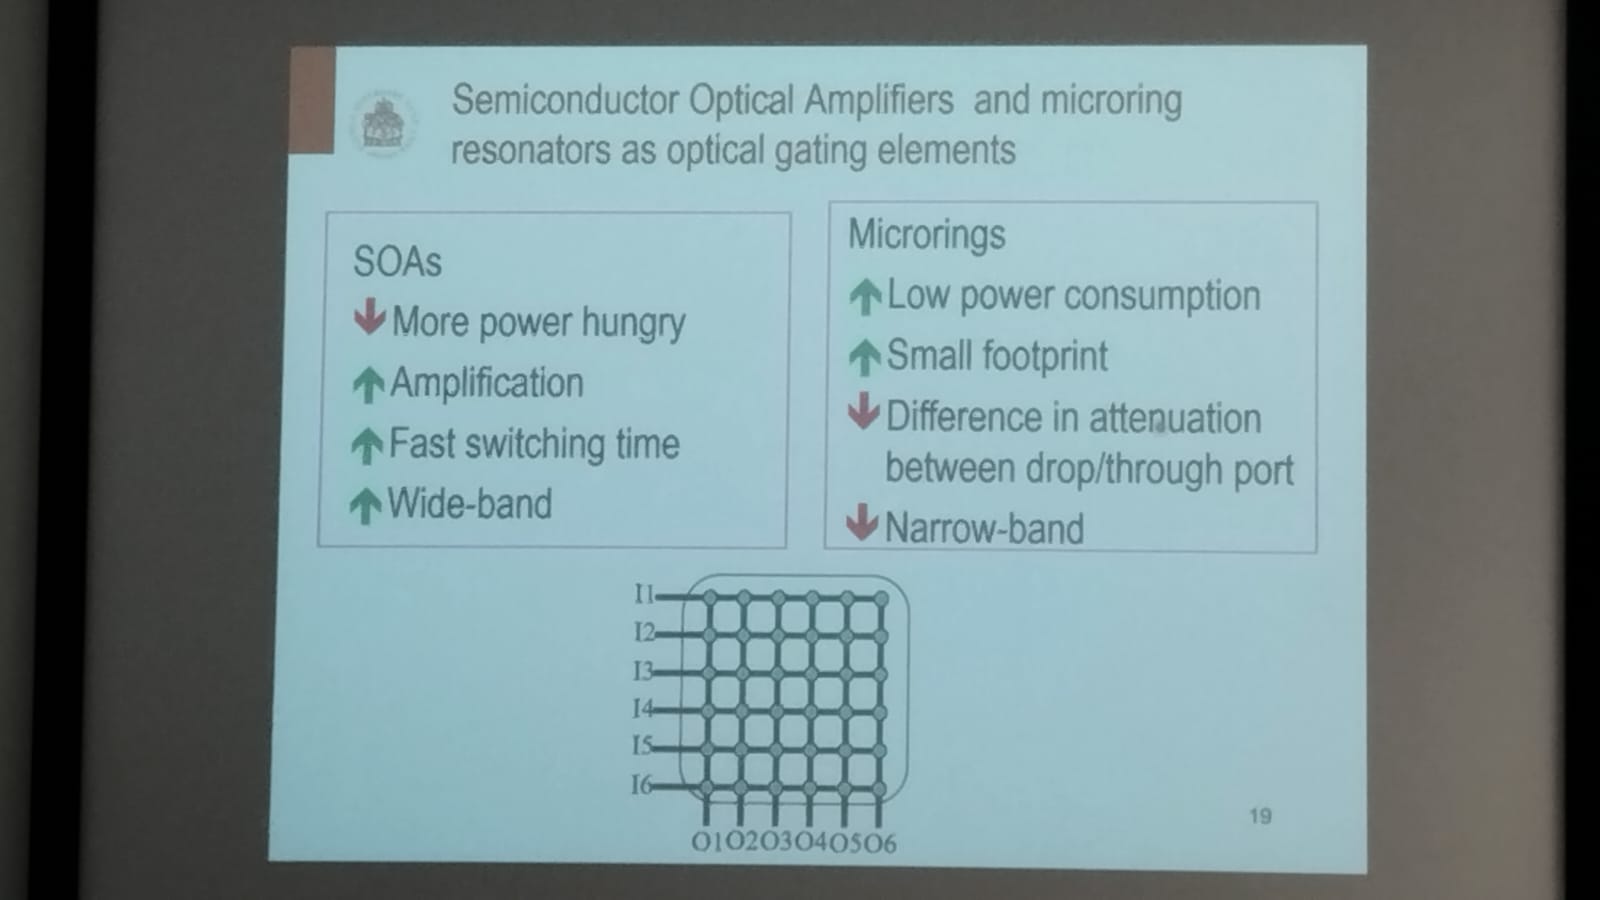 Semiconductor Optical Amplifiers and microring
resonators as optical gating elements
SOAs
More power hungry
Amplification
Fast switching time
Wide-band
Microrings
Low power consumption
Small footprint
Difference in attenuation
between drop/through port
Narrow-band
I1
I2
I3
I4
I5
I6
O1O2O3O4O5O6
19